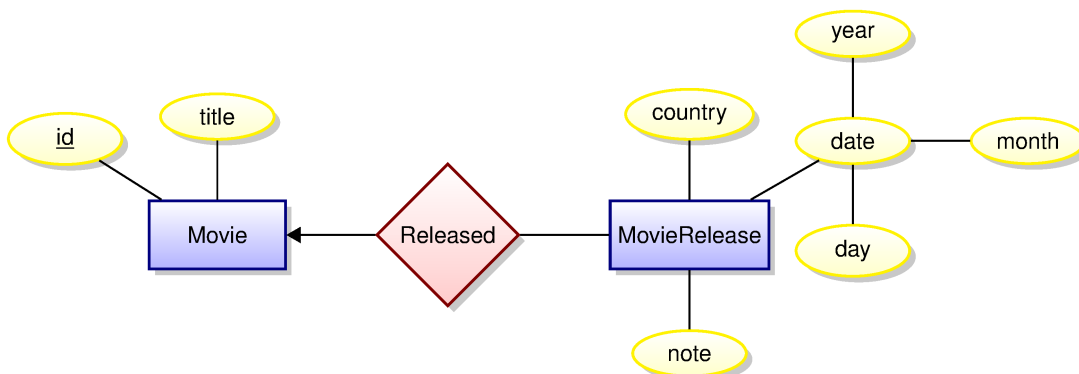 year
title
country
id
date
month
Movie
Released
MovieRelease
day
note